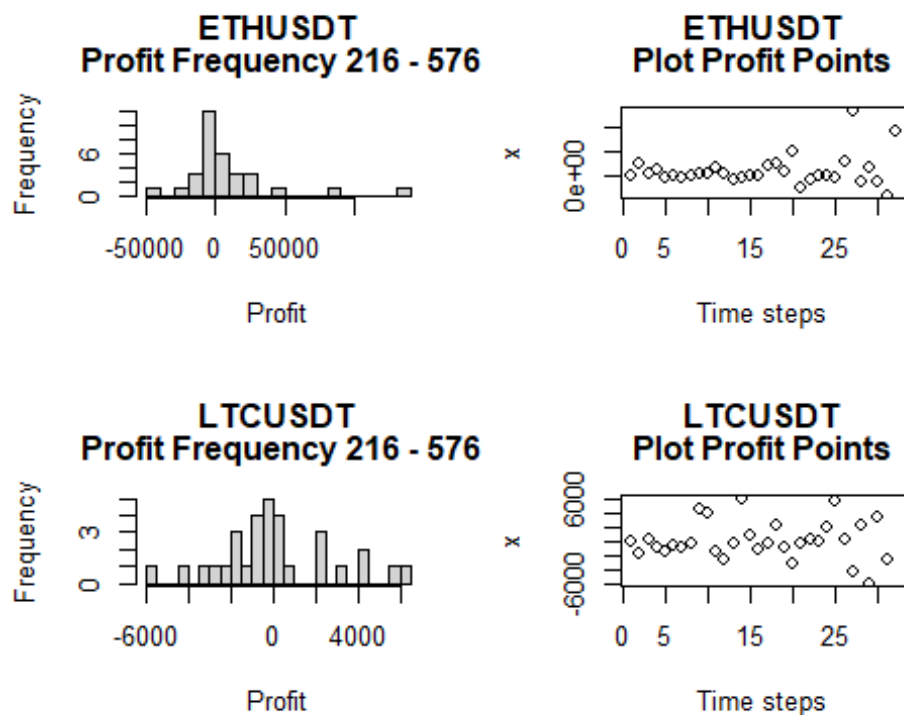 ETHUSDT
Profit Frequency 216 - 576
Frequency
6
0
-50000 0 50000
Profit
ETHUSDT
Plot Profit Points
x
0e+00
0 5 15 25
Time steps
LTCUSDT
Profit Frequency 216 - 576
Frequency
3
0
-6000 0 4000
Profit
LTCUSDT
Plot Profit Points
x
6000
-6000
0 5 15 25
Time steps